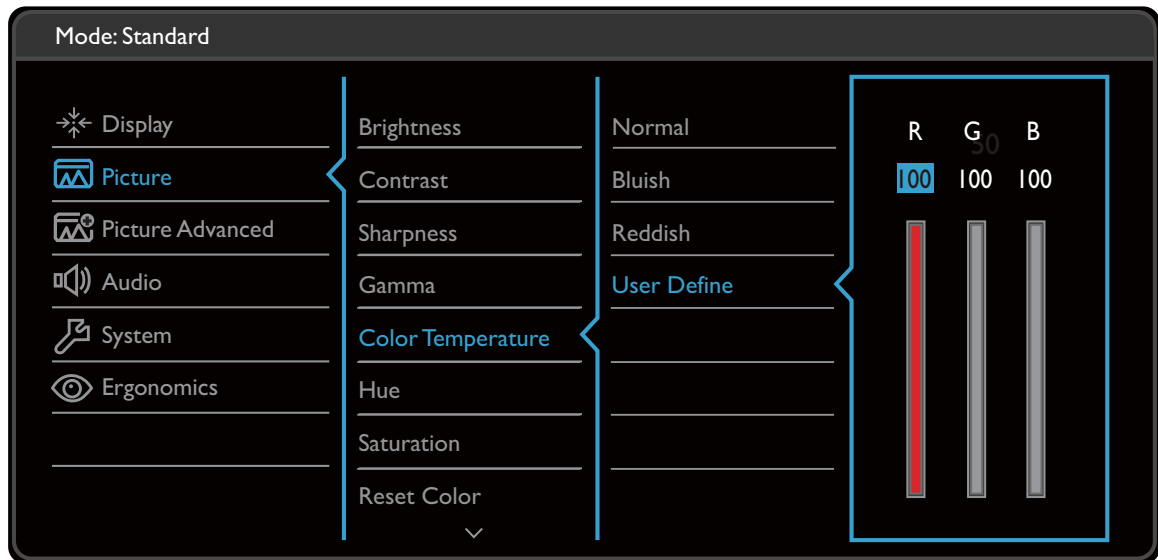 Mode: Standard
Display
Picture
Picture Advanced
Audio
System
Ergonomics
Brightness
Contrast
Sharpness
Gamma
Color Temperature
Hue
Saturation
Reset Color
Normal
Bluish
Reddish
User Define
R G B
50
100 100 100